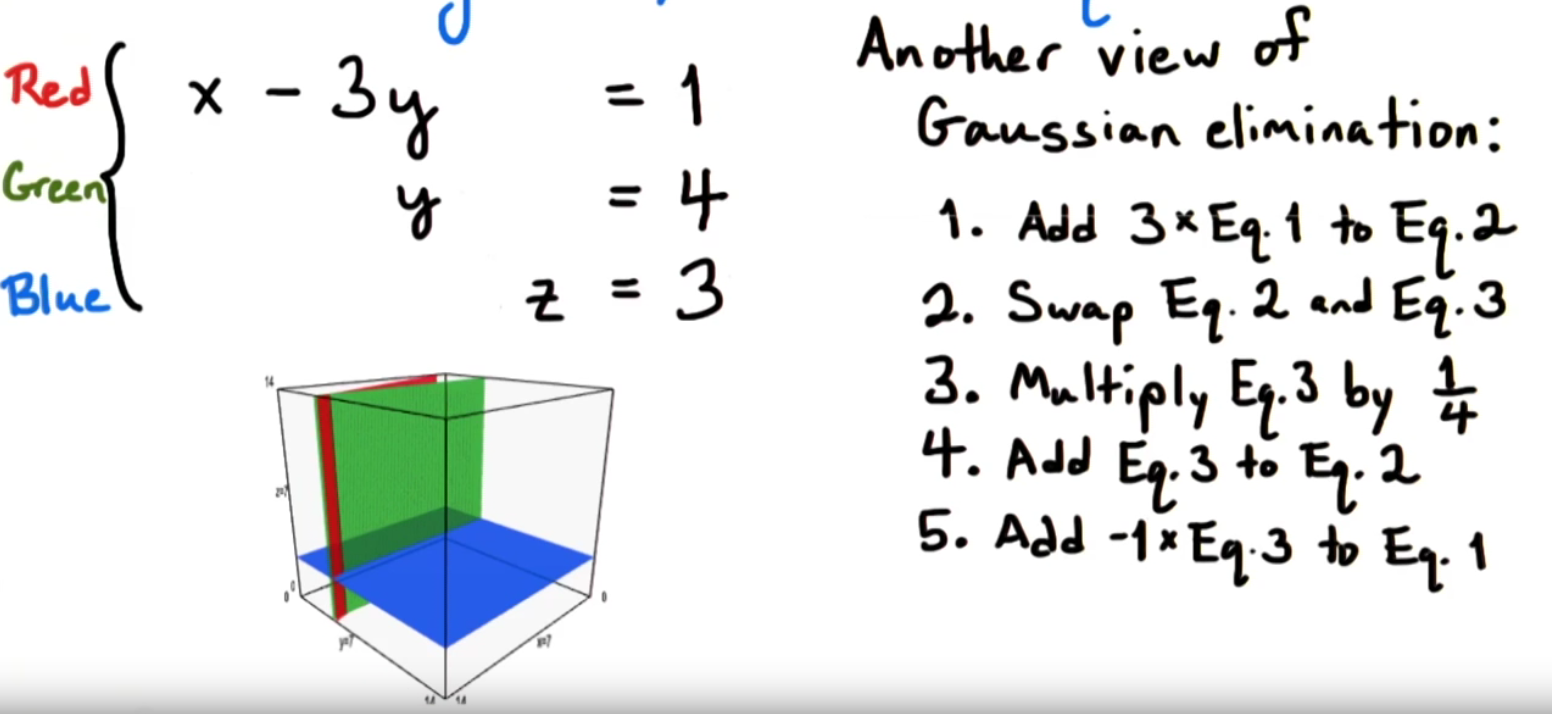 Red x - 3y = 1
Green y = 4
Blue z = 3
Another view of
Gaussian elimination:
1. Add 3×Eq. 1 to Eq. 2
2. Swap Eq. 2 and Eq. 3
3. Multiply Eq. 3 by 1/4
4. Add Eq. 3 to Eq. 2
5. Add -1×Eq. 3 to Eq. 1
14
z=7
0
0
0
y=7
x=7
14 14